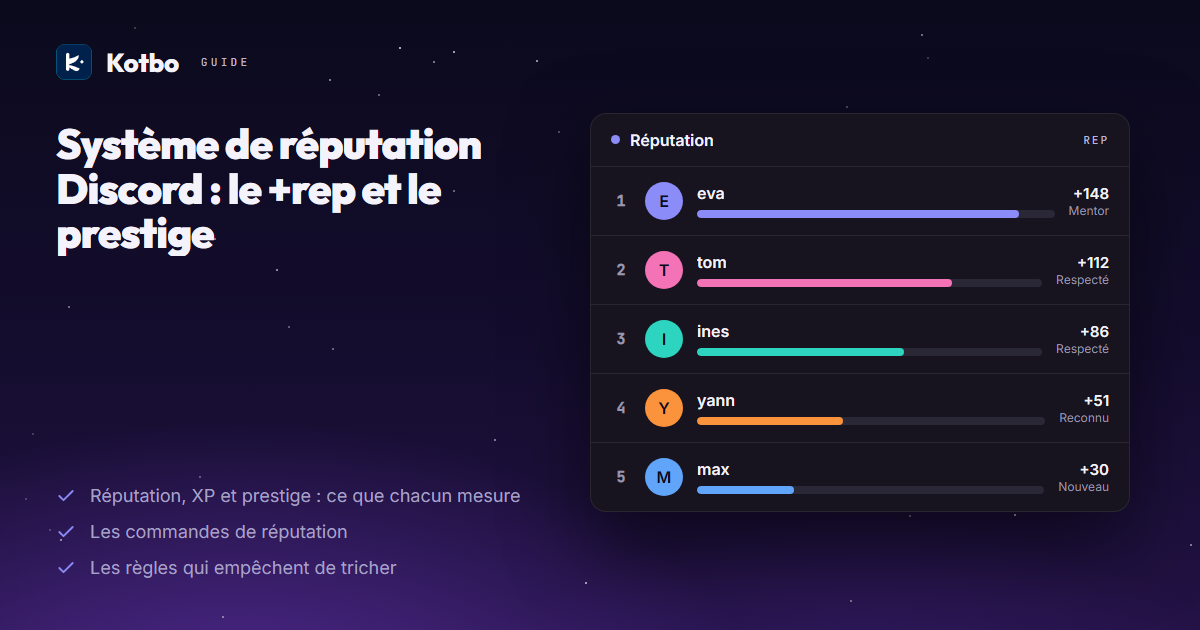 Kotbo GUIDE
Système de réputation
Discord : le +rep et le
prestige
Réputation, XP et prestige : ce que chacun mesure
Les commandes de réputation
Les règles qui empêchent de tricher
Réputation REP
1 E eva +148
Mentor
2 T tom +112
Respecté
3 I ines +86
Respecté
4 Y yann +51
Reconnu
5 M max +30
Nouveau